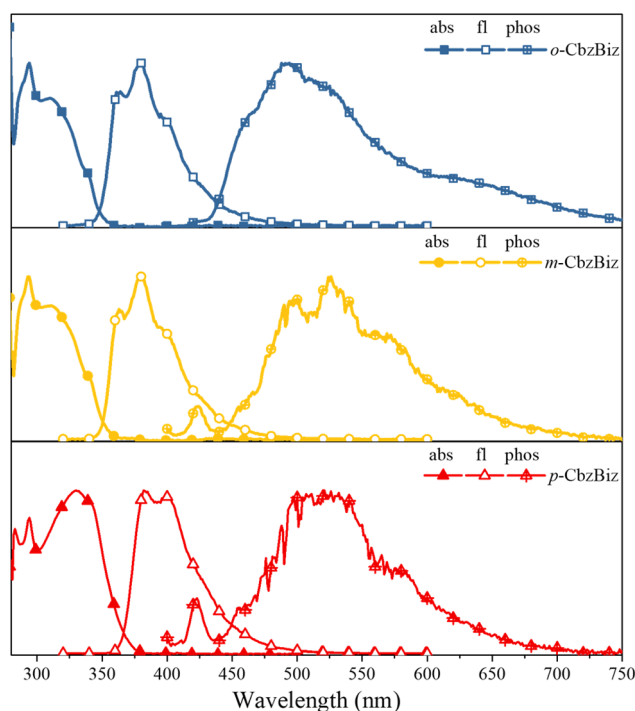 abs fl phos
o-CbzBiz
abs fl phos
m-CbzBiz
abs fl phos
p-CbzBiz
300 350 400 450 500 550 600 650 700 750
Wavelength (nm)